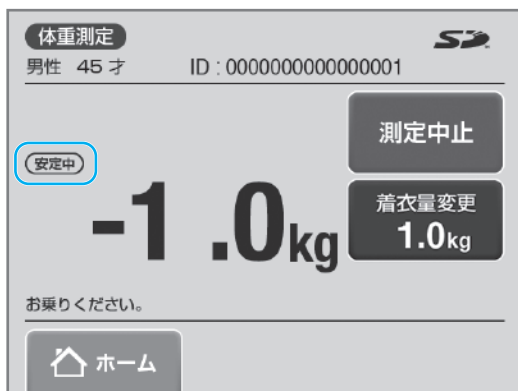 体重測定
SD
男性 45才 ID : 0000000000000001
測定中止
安定中
-1.0kg
着衣量変更
1.0kg
お乗りください。
ホーム